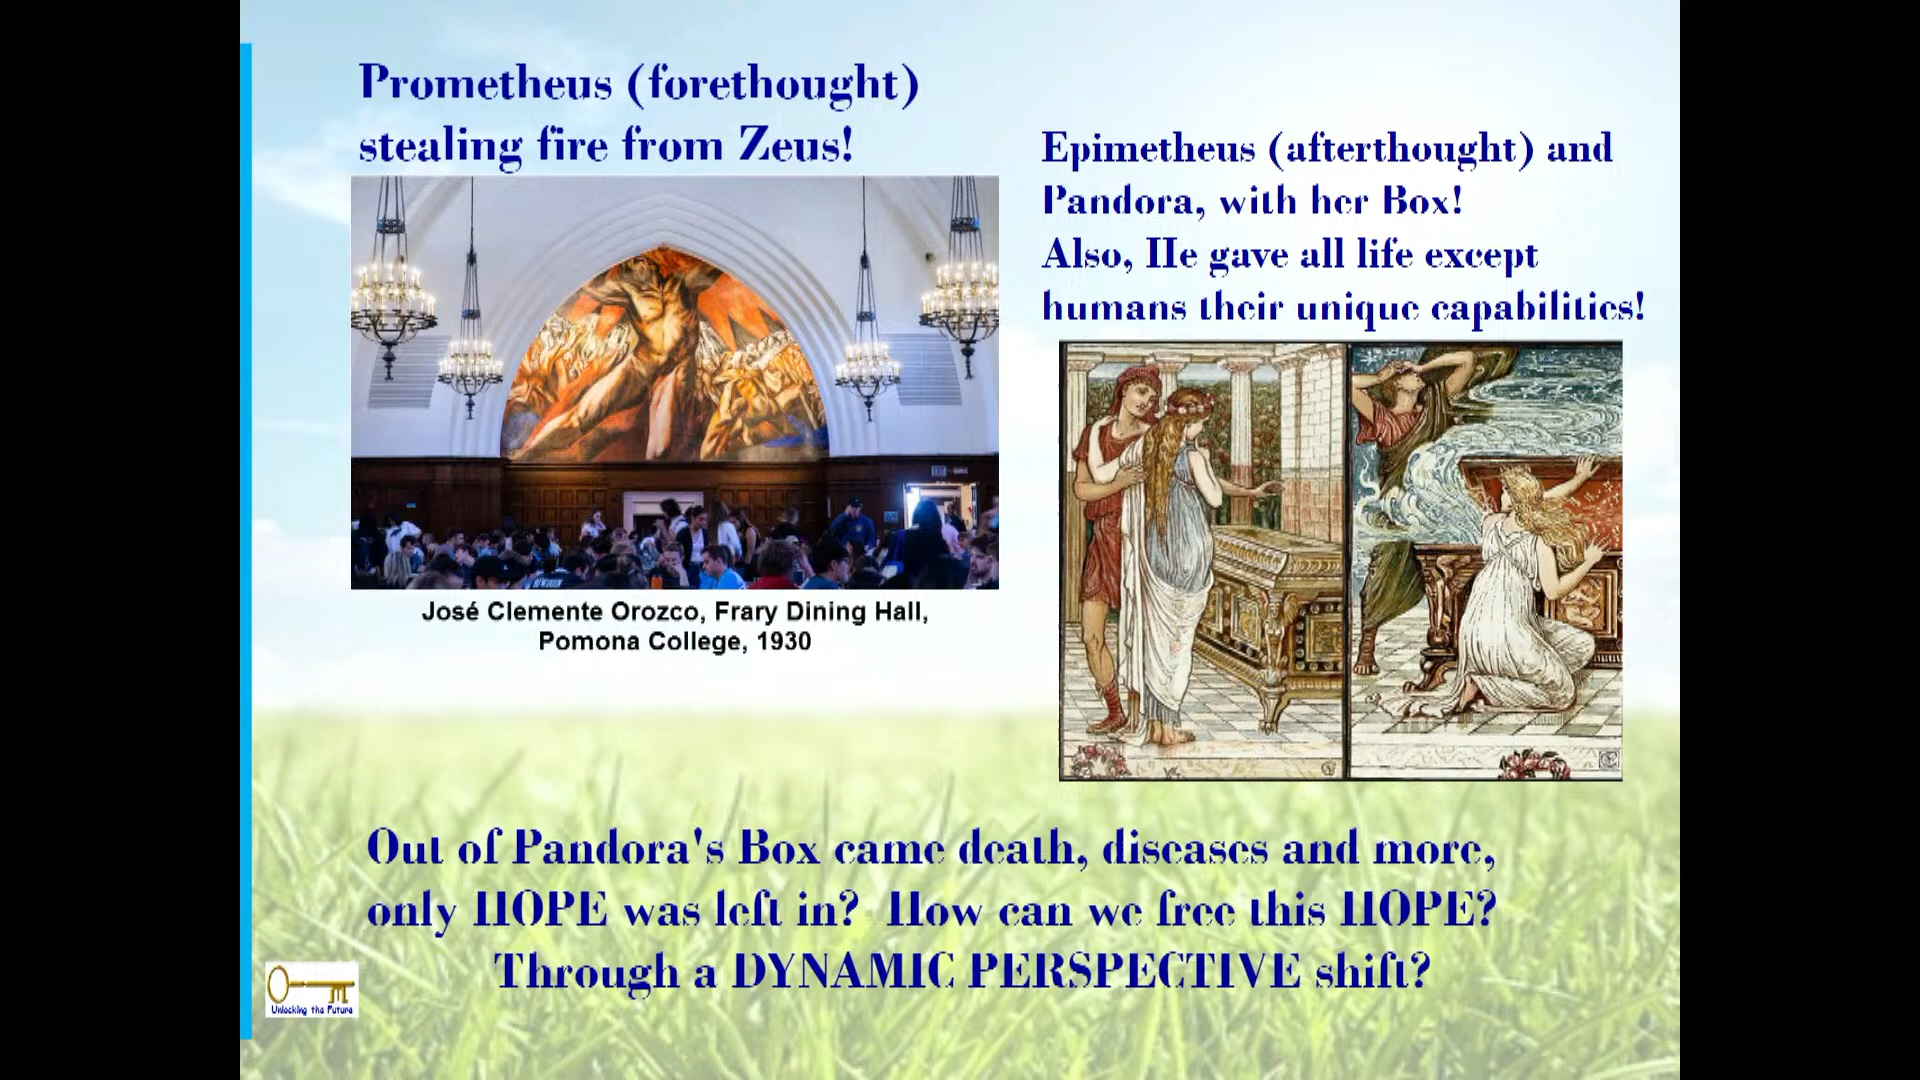 Prometheus (forethought)
stealing fire from Zeus!
Epimetheus (afterthought) and
Pandora, with her Box!
Also, He gave all life except
humans their unique capabilities!
José Clemente Orozco, Frary Dining Hall,
Pomona College, 1930
Out of Pandora's Box came death, diseases and more,
only HOPE was left in? How can we free this HOPE?
Through a DYNAMIC PERSPECTIVE shift?
Unlocking the Future